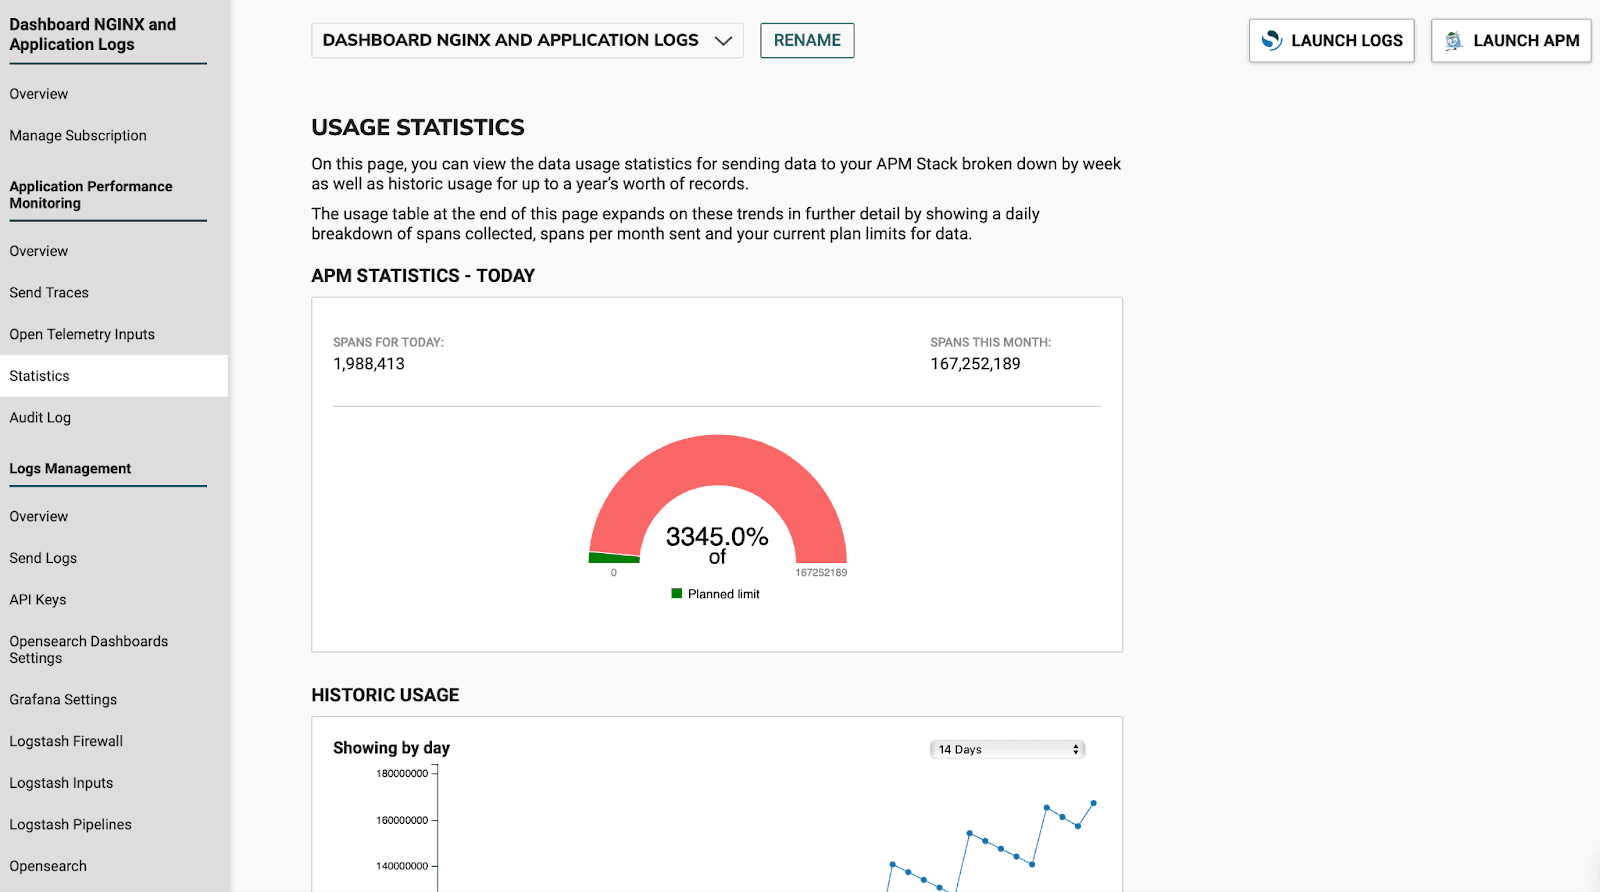 Dashboard NGINX and
Application Logs
Overview
Manage Subscription
Application Performance
Monitoring
Overview
Send Traces
Open Telemetry Inputs
Statistics
Audit Log
Logs Management
Overview
Send Logs
API Keys
Opensearch Dashboards
Settings
Grafana Settings
Logstash Firewall
Logstash Inputs
Logstash Pipelines
Opensearch
DASHBOARD NGINX AND APPLICATION LOGS
RENAME
LAUNCH LOGS
LAUNCH APM
USAGE STATISTICS
On this page, you can view the data usage statistics for sending data to your APM Stack broken down by week
as well as historic usage for up to a year’s worth of records.
The usage table at the end of this page expands on these trends in further detail by showing a daily
breakdown of spans collected, spans per month sent and your current plan limits for data.
APM STATISTICS - TODAY
SPANS FOR TODAY:
1,988,413
SPANS THIS MONTH:
167,252,189
3345.0%
of
0
167252189
Planned limit
HISTORIC USAGE
Showing by day
14 Days
180000000
160000000
140000000